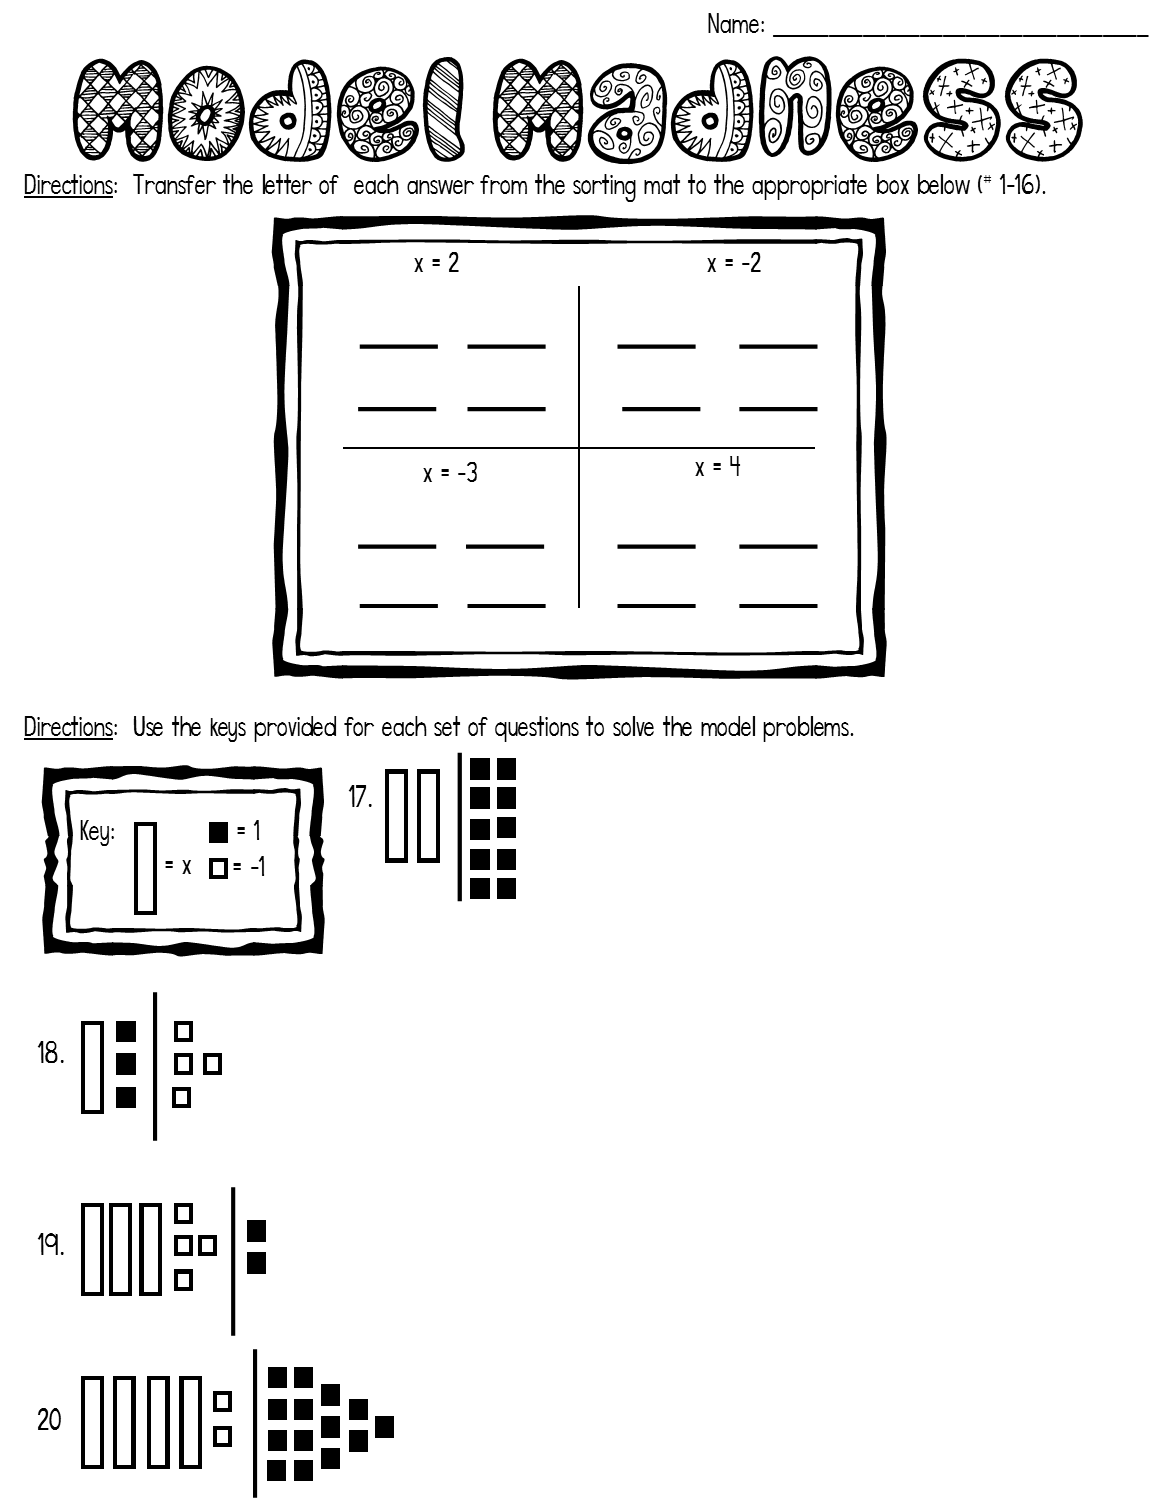 Name: ___________________________________
Model Madness
Directions: Transfer the letter of each answer from the sorting mat to the appropriate box below (# 1-16).
x = 2
x = -2
x = -3
x = 4
Directions: Use the keys provided for each set of questions to solve the model problems.
Key:
= x
= 1
= -1
17.
18.
19.
20